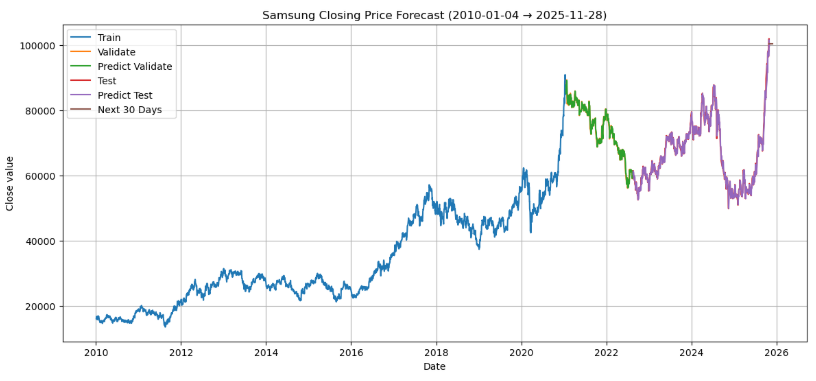 Samsung Closing Price Forecast (2010-01-04 → 2025-11-28)
Train
Validate
Predict Validate
Test
Predict Test
Next 30 Days
Close value
100000
80000
60000
40000
20000
2010 2012 2014 2016 2018 2020 2022 2024 2026
Date